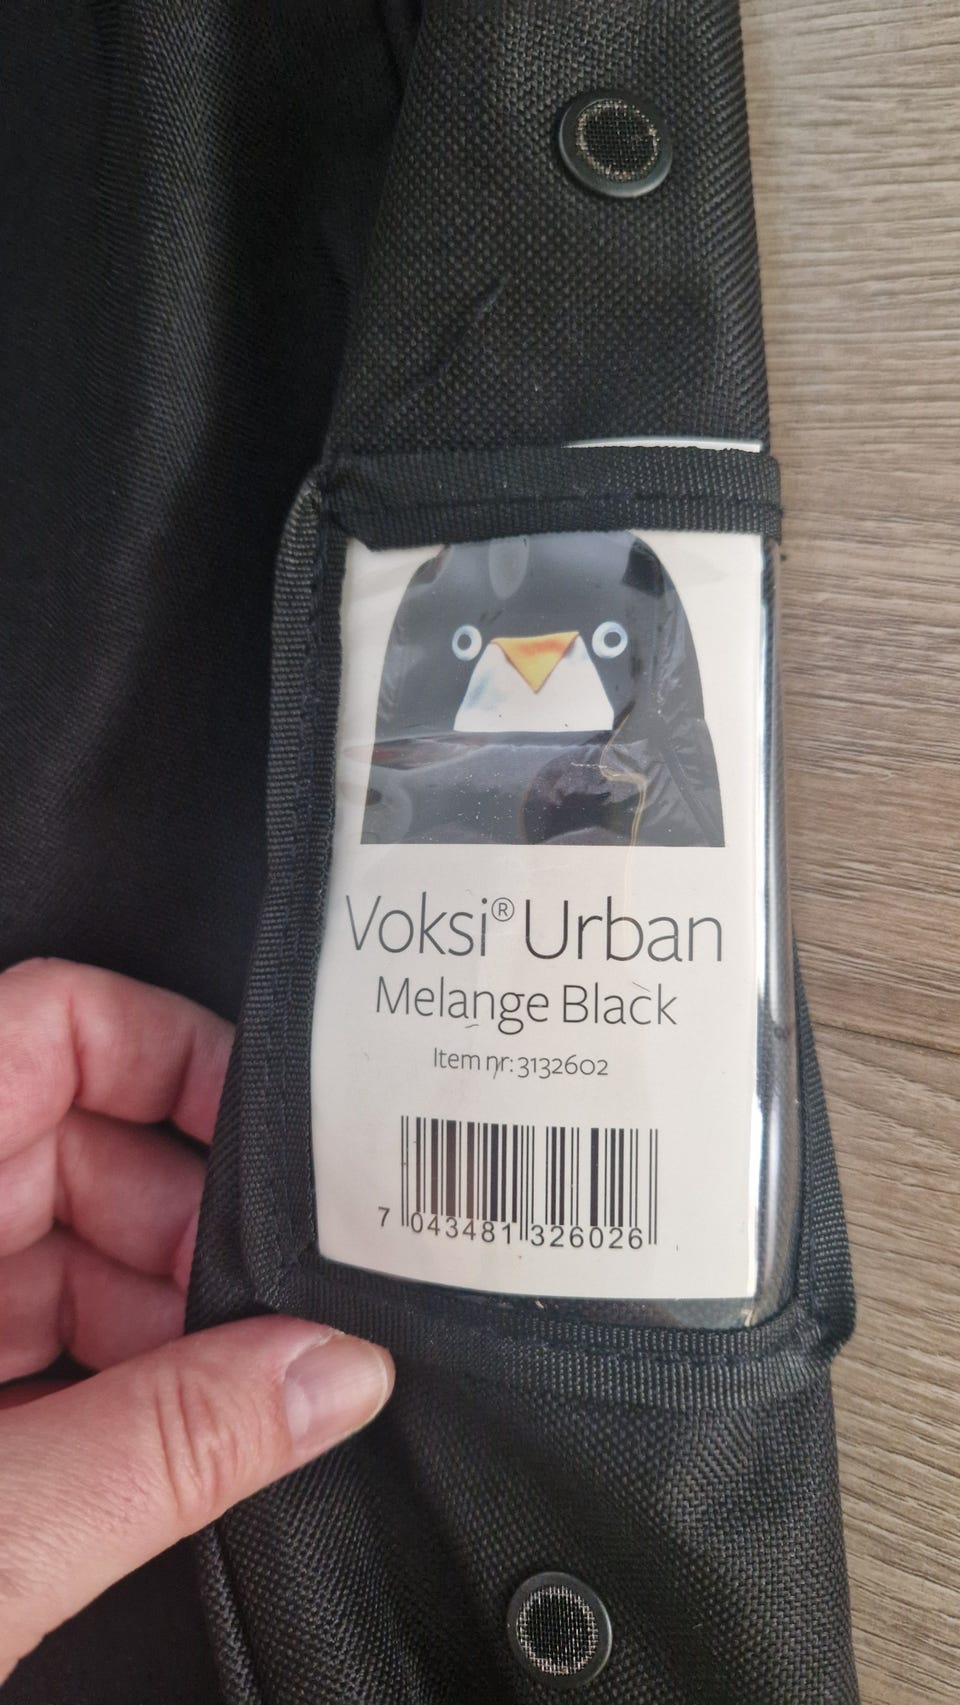 Voksi® Urban
Melange Black
Item nr: 3132602
7 043481 326026